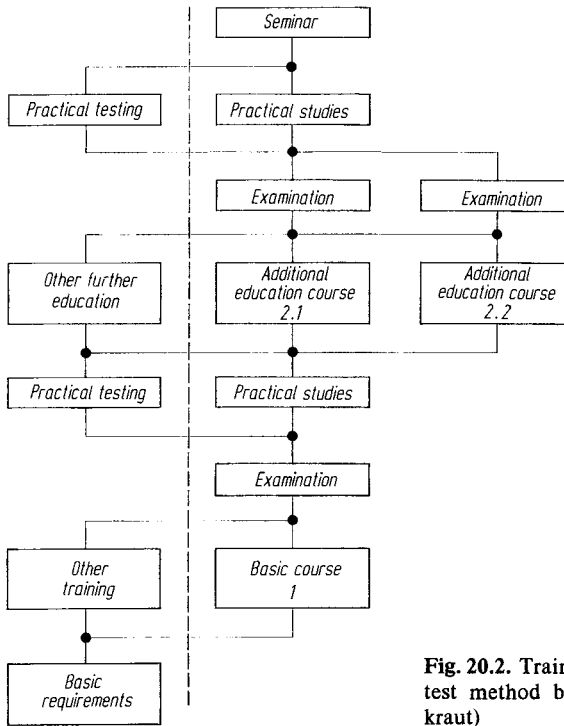 Seminar
Practical testing
Practical studies
Examination
Examination
Other further
education
Additional
education course
2.1
Additional
education course
2.2
Practical testing
Practical studies
Examination
Other
training
Basic course
1
Basic
requirements
Fig. 20.2. Train
test method b
kraut)